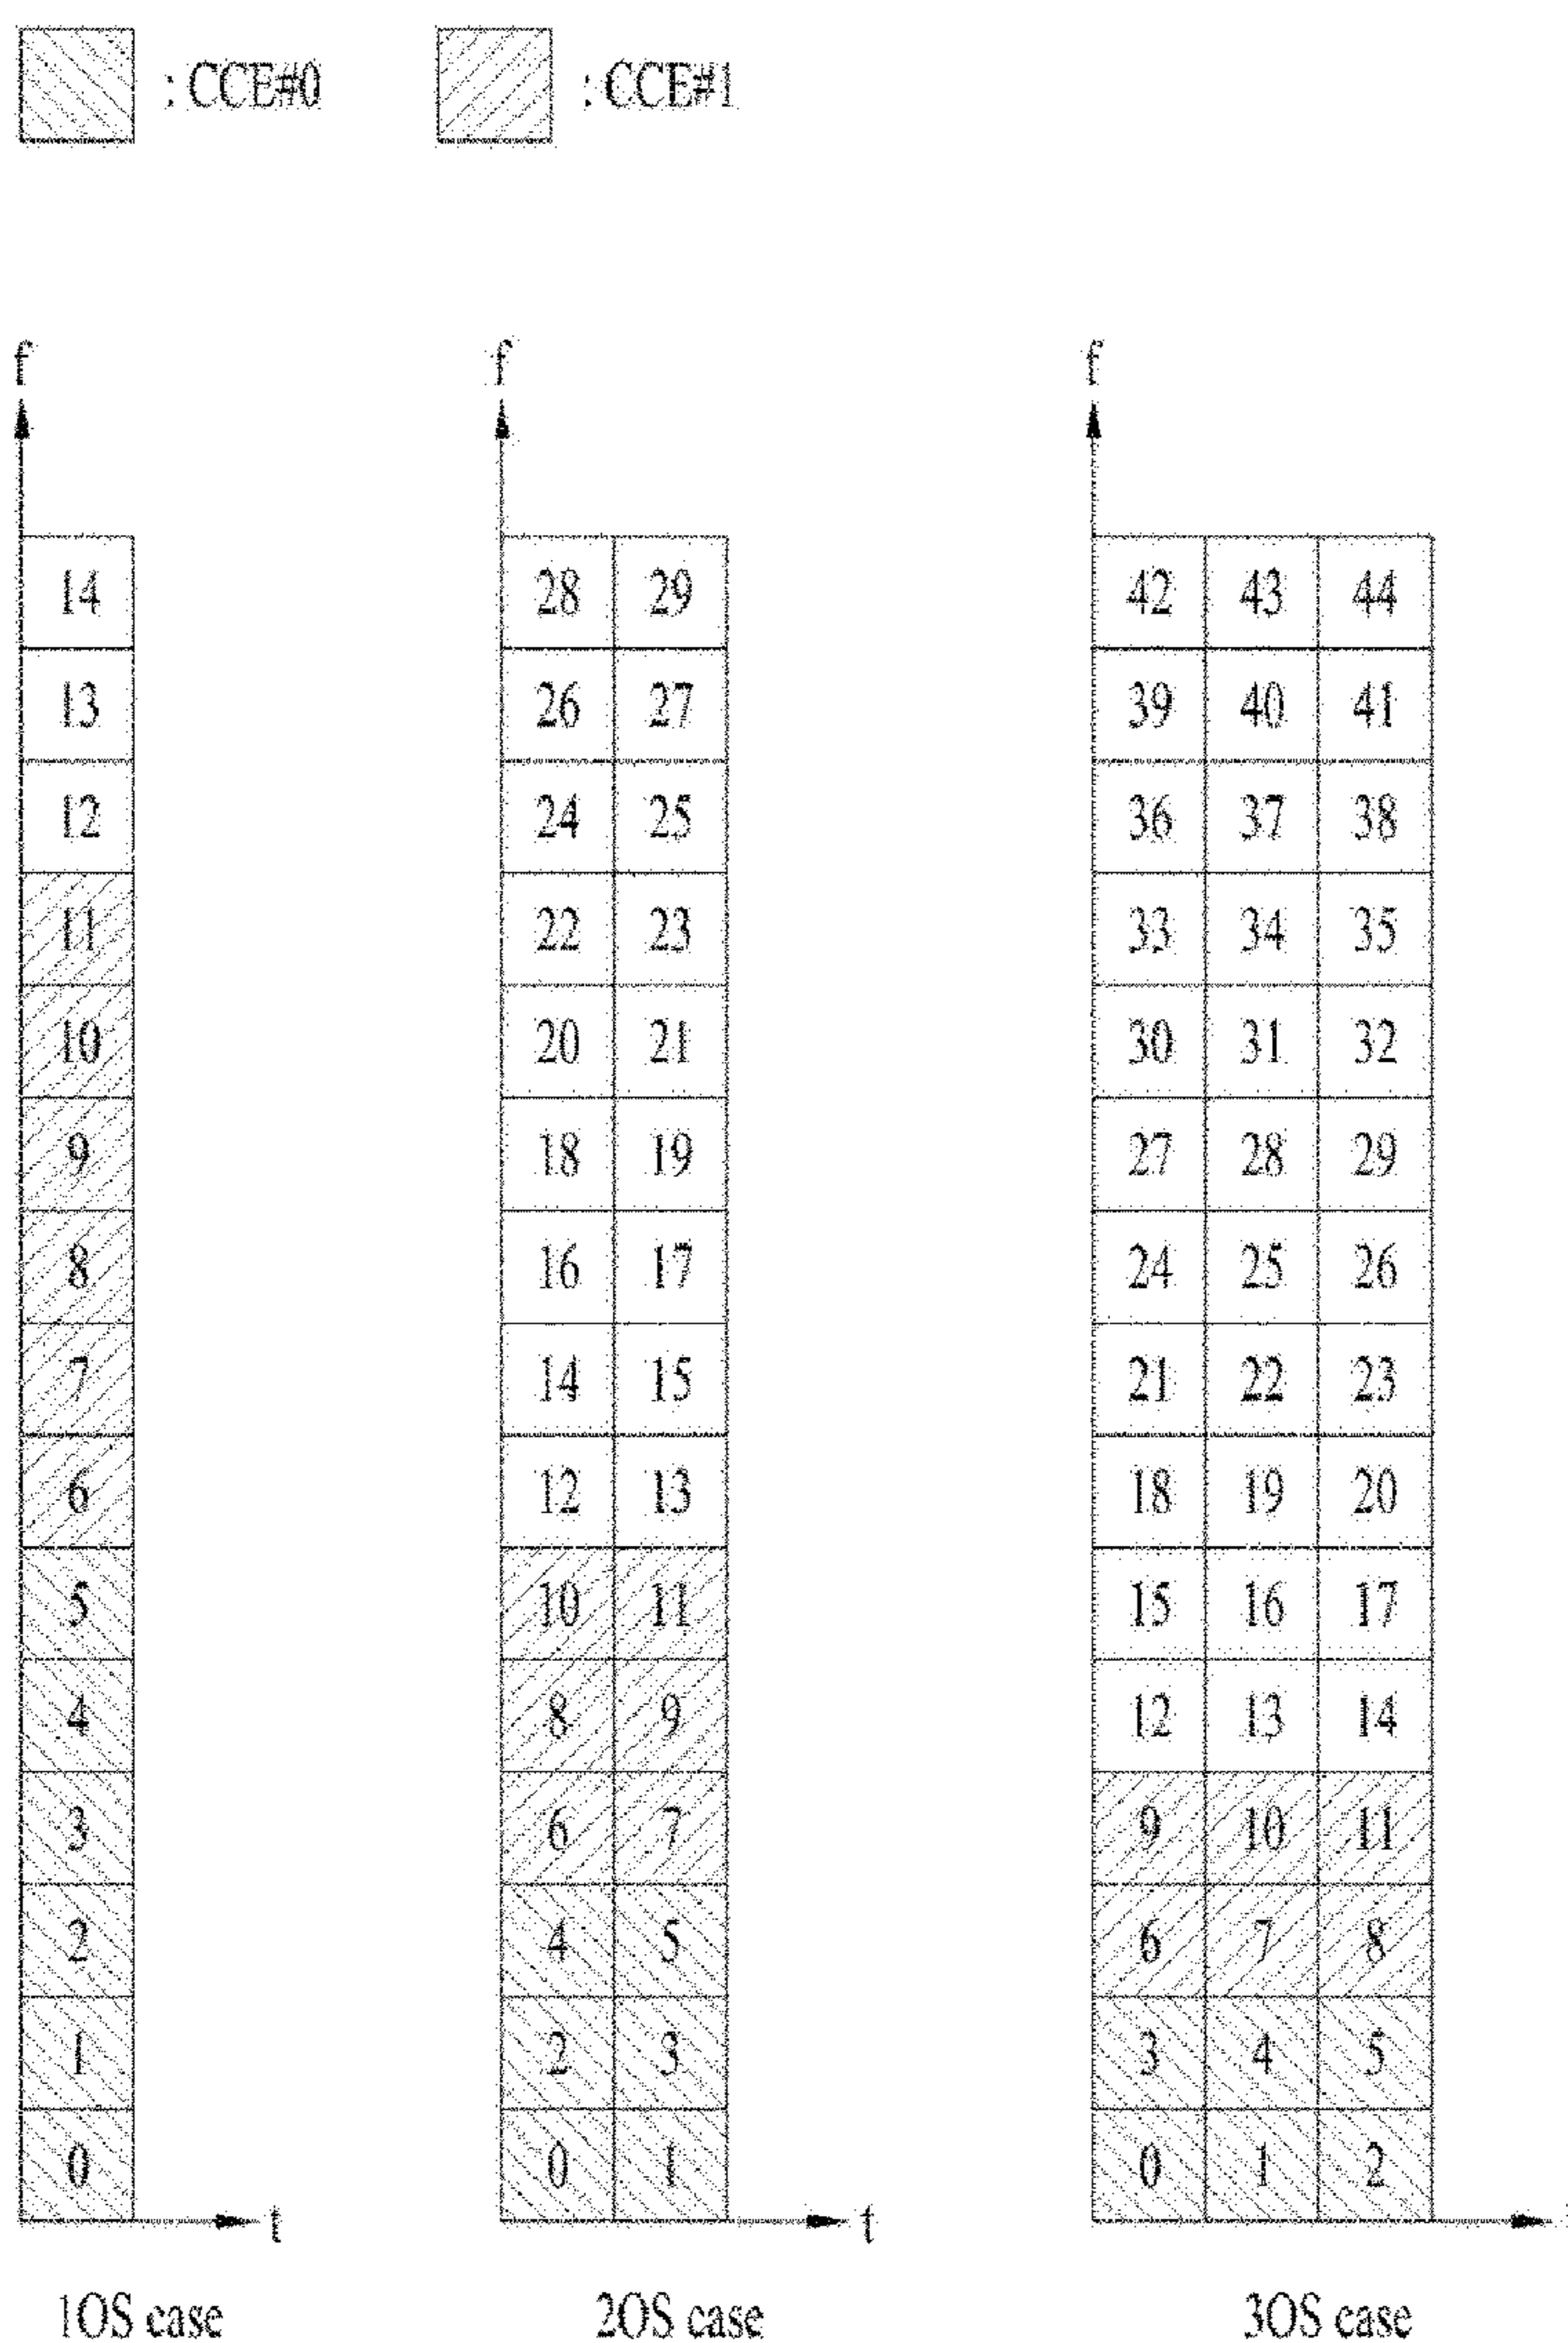 : CCE#0 : CCE#1
f f f
14 28 29 42 43 44
13 26 27 39 40 41
12 24 25 36 37 38
11 22 23 33 34 35
10 20 21 30 31 32
9 18 19 27 28 29
8 16 17 24 25 26
7 14 15 21 22 23
6 12 13 18 19 20
5 10 11 15 16 17
4 8 9 12 13 14
3 6 7 9 10 11
2 4 5 6 7 8
1 2 3 3 4 5
0 0 1 0 1 2
t t
1OS case 2OS case 3OS case